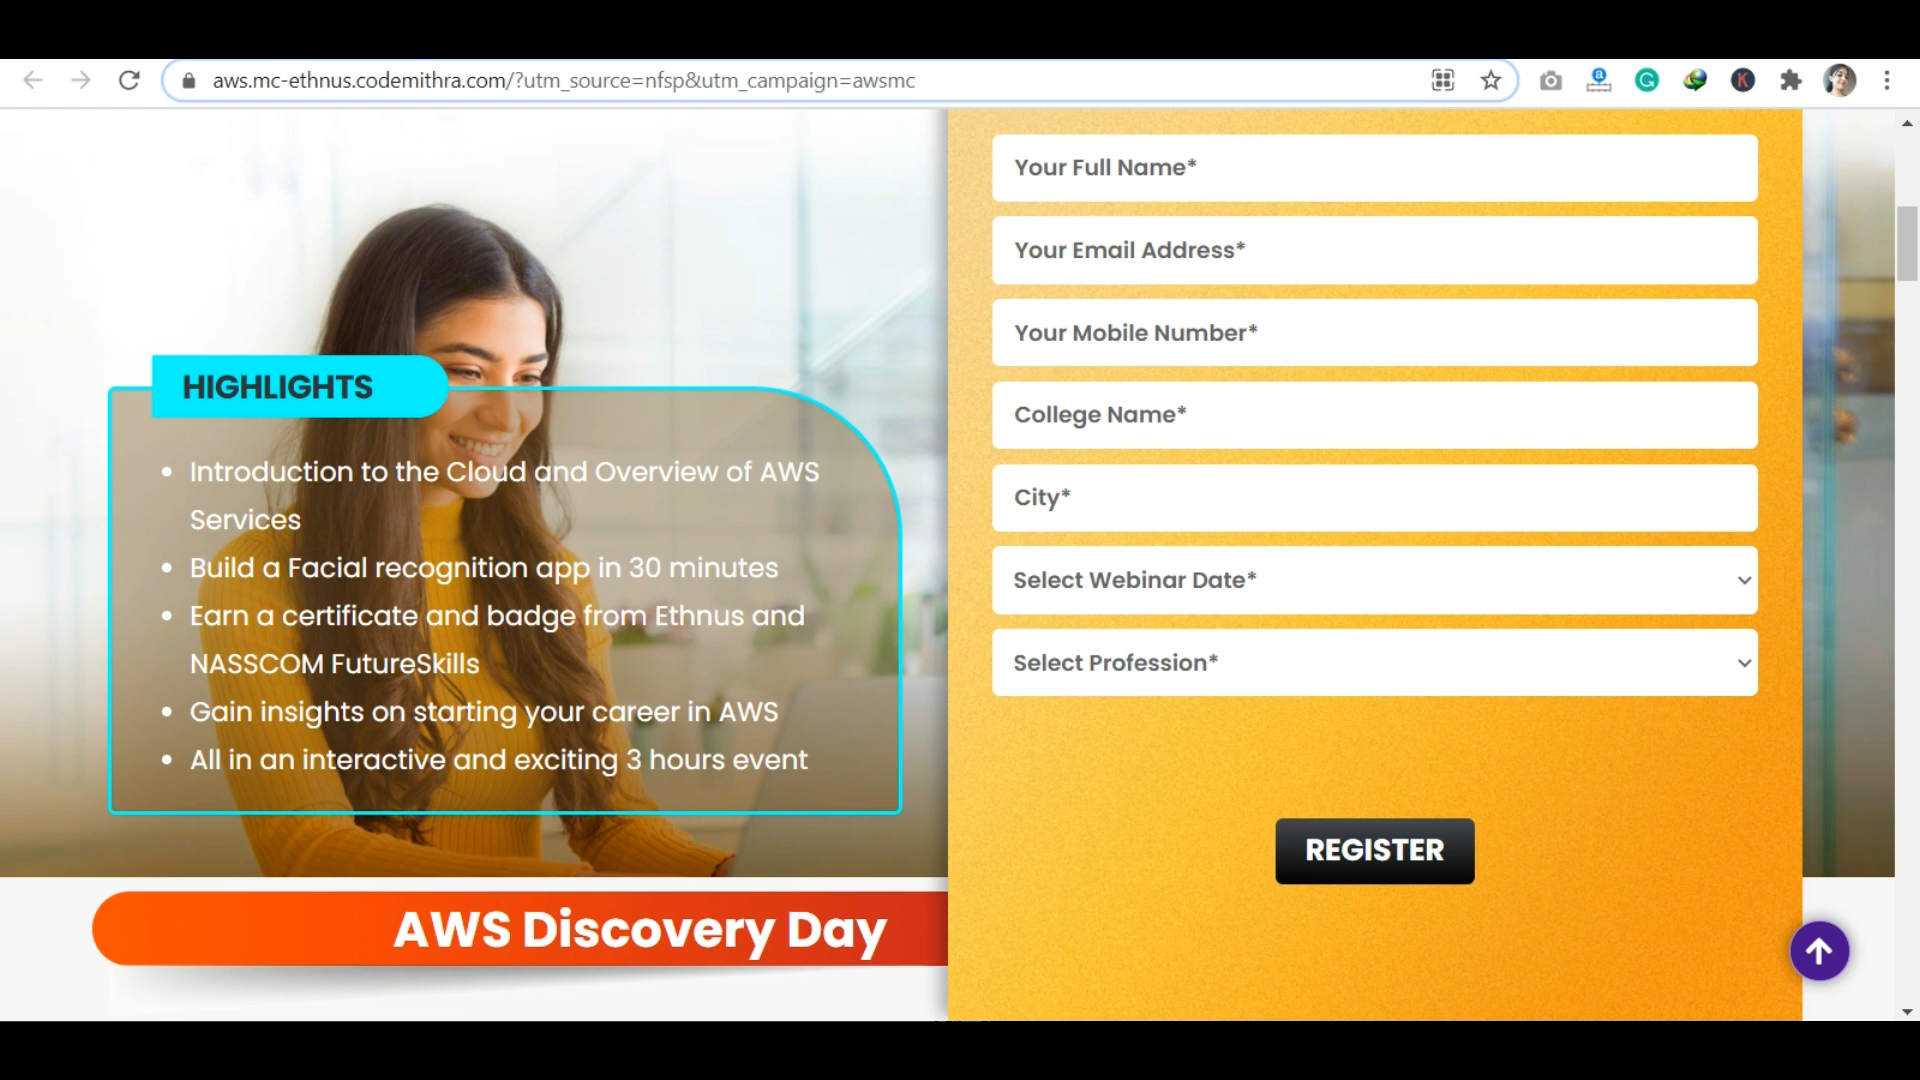 aws.mc-ethnus.codemithra.com/?utm_source=nfsp&utm_campaign=awsmc
HIGHLIGHTS
• Introduction to the Cloud and Overview of AWS
Services
• Build a Facial recognition app in 30 minutes
• Earn a certificate and badge from Ethnus and
NASSCOM FutureSkills
• Gain insights on starting your career in AWS
• All in an interactive and exciting 3 hours event
AWS Discovery Day
Your Full Name*
Your Email Address*
Your Mobile Number*
College Name*
City*
Select Webinar Date*
Select Profession*
REGISTER